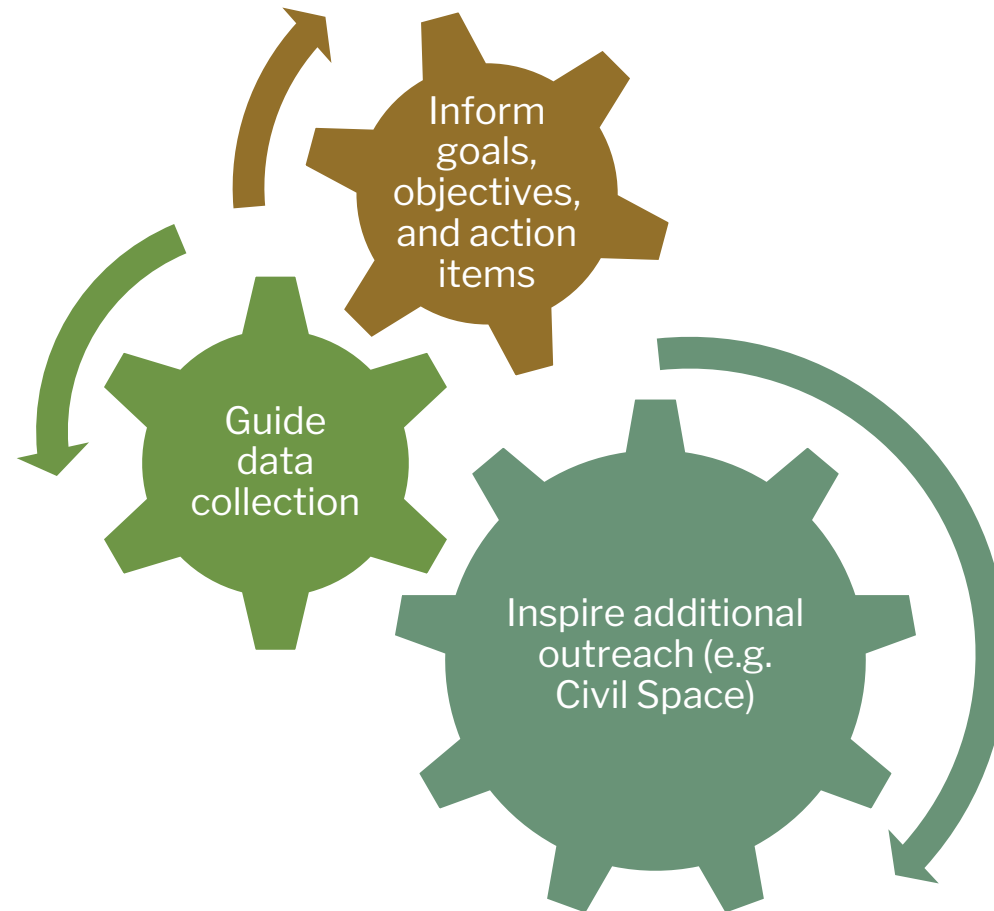 Inform
goals,
objectives,
and action
items
Guide
data
collection
Inspire additional
outreach (e.g.
Civil Space)